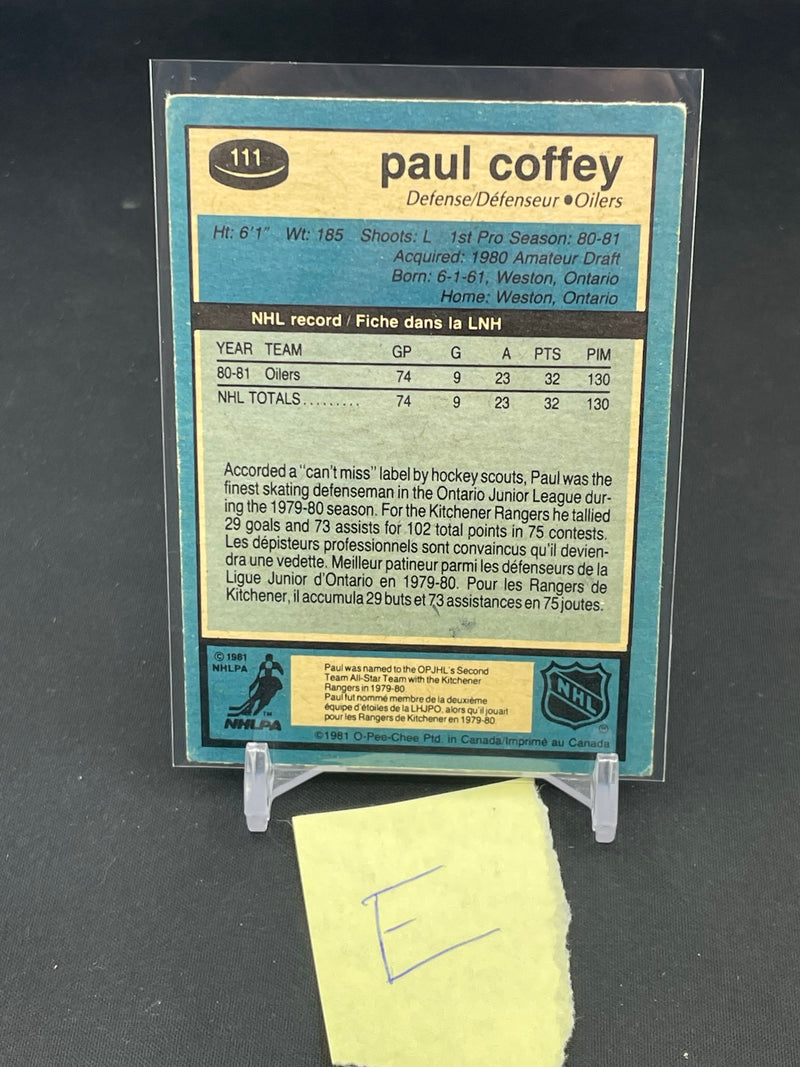 111
paul coffey
Defense/Défenseur ●Oilers
Ht: 6'1" Wt: 185 Shoots: L 1st Pro Season: 80-81
Acquired: 1980 Amateur Draft
Born: 6-1-61, Weston, Ontario
Home: Weston, Ontario
NHL record / Fiche dans la LNH
YEAR TEAM GP G A PTS PIM
80-81 Oilers 74 9 23 32 130
NHL TOTALS......... 74 9 23 32 130
Accorded a "can't miss" label by hockey scouts, Paul was the
finest skating defenseman in the Ontario Junior League dur-
ing the 1979-80 season. For the Kitchener Rangers he tallied
29 goals and 73 assists for 102 total points in 75 contests.
Les dépisteurs professionnels sont convaincus qu'il devien-
dra une vedette. Meilleur patineur parmi les défenseurs de la
Ligue Junior d'Ontario en 1979-80. Pour les Rangers de
Kitchener, il accumula 29 buts et 73 assistances en 75 joutes.
© 1981
NHLPA
TM
NHLPA
Paul was named to the OPJHL's Second
Team All-Star Team with the Kitchener
Rangers in 1979-80.
Paul fut nommé membre de la deuxième
équipe d'étoiles de la LHJPO, alors qu'il jouait
pour les Rangers de Kitchener en 1979-80.
NHL
©1981 O-Pee-Chee Ptd. in Canada/Imprimé au Canada
E